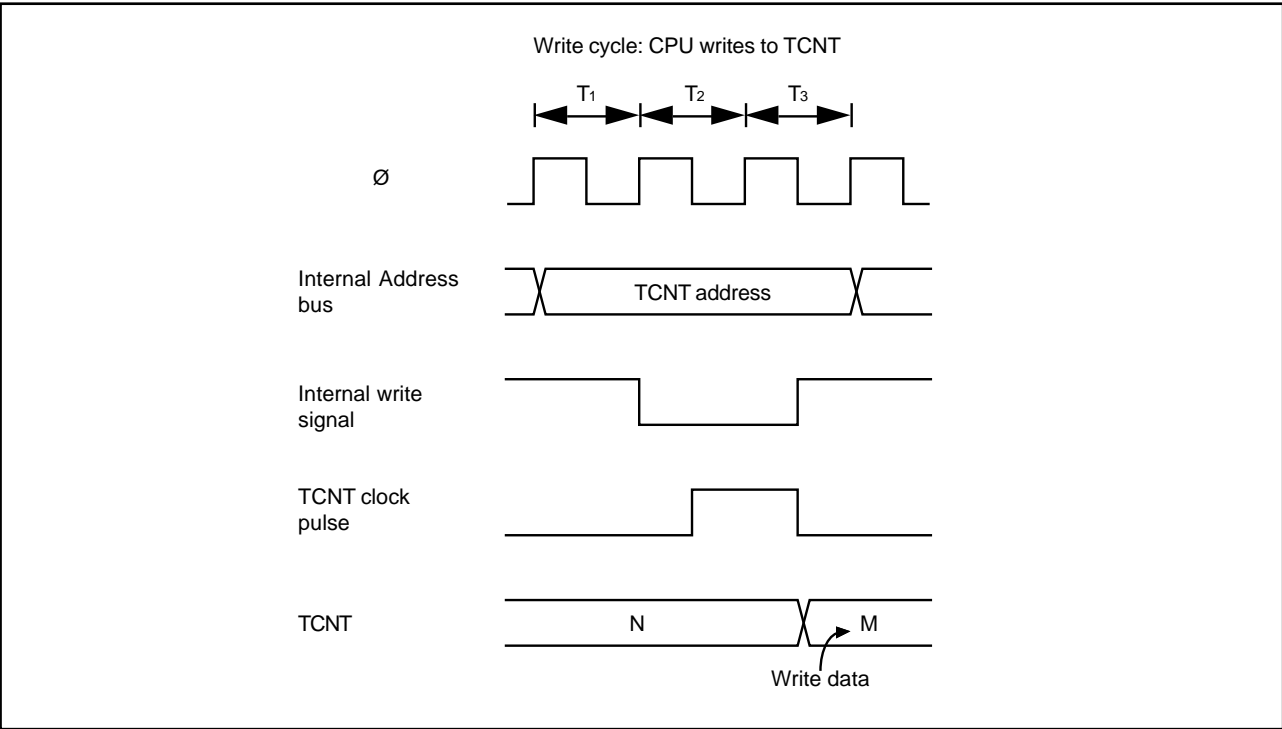 Write cycle: CPU writes to TCNT
T1 T2 T3
Ø
Internal Address
bus
TCNT address
Internal write
signal
TCNT clock
pulse
TCNT
N
M
Write data